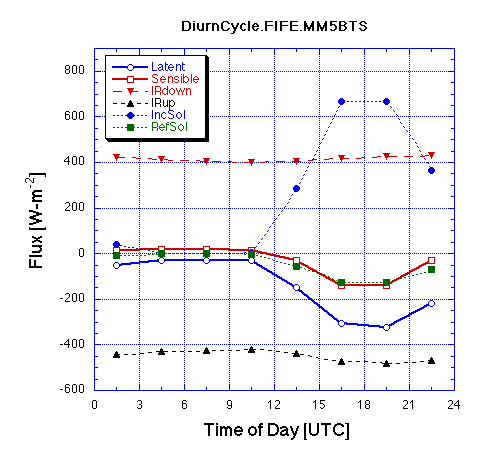 DiurnCycle.FIFE.MM5BTS
Latent
Sensible
IRdown
IRup
IncSol
RefSol
800
600
400
200
0
-200
-400
-600
Flux [W-m⁻²]
0 3 6 9 12 15 18 21 24
Time of Day [UTC]